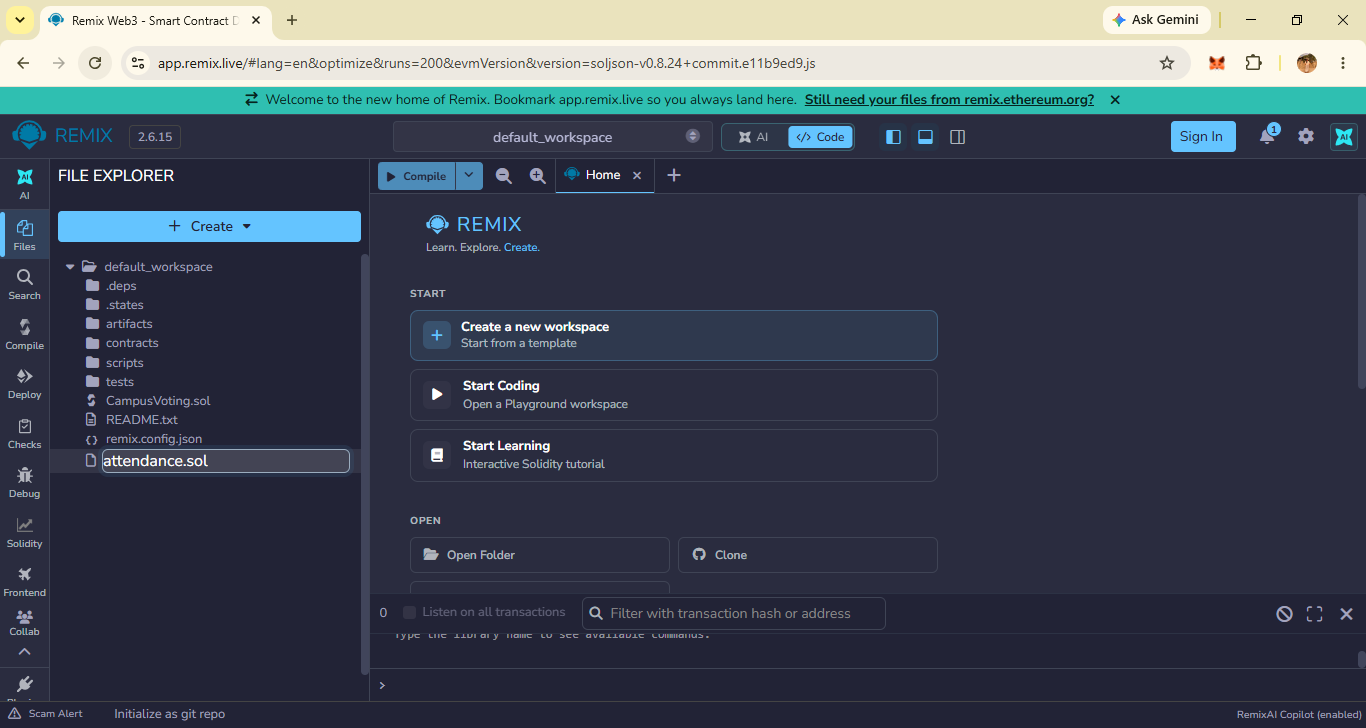 Remix Web3 - Smart Contract D
Ask Gemini
app.remix.live/#lang=en&optimize&runs=200&evmVersion&version=soljson-v0.8.24+commit.e11b9ed9.js
Welcome to the new home of Remix. Bookmark app.remix.live so you always land here. Still need your files from remix.ethereum.org?
REMIX
2.6.15
default_workspace
AI
Code
Sign In
1
AI
AI
AI
Files
Search
Compile
Deploy
Checks
Debug
Solidity
Frontend
Collab
FILE EXPLORER
Create
default_workspace
.deps
.states
artifacts
contracts
scripts
tests
CampusVoting.sol
README.txt
remix.config.json
attendance.sol
Compile
Home
REMIX
Learn. Explore. Create.
START
Create a new workspace
Start from a template
Start Coding
Open a Playground workspace
Start Learning
Interactive Solidity tutorial
OPEN
Open Folder
Clone
0
Listen on all transactions
Filter with transaction hash or address
Type the library name to see available commands.
>
Scam Alert
Initialize as git repo
RemixAI Copilot (enabled)